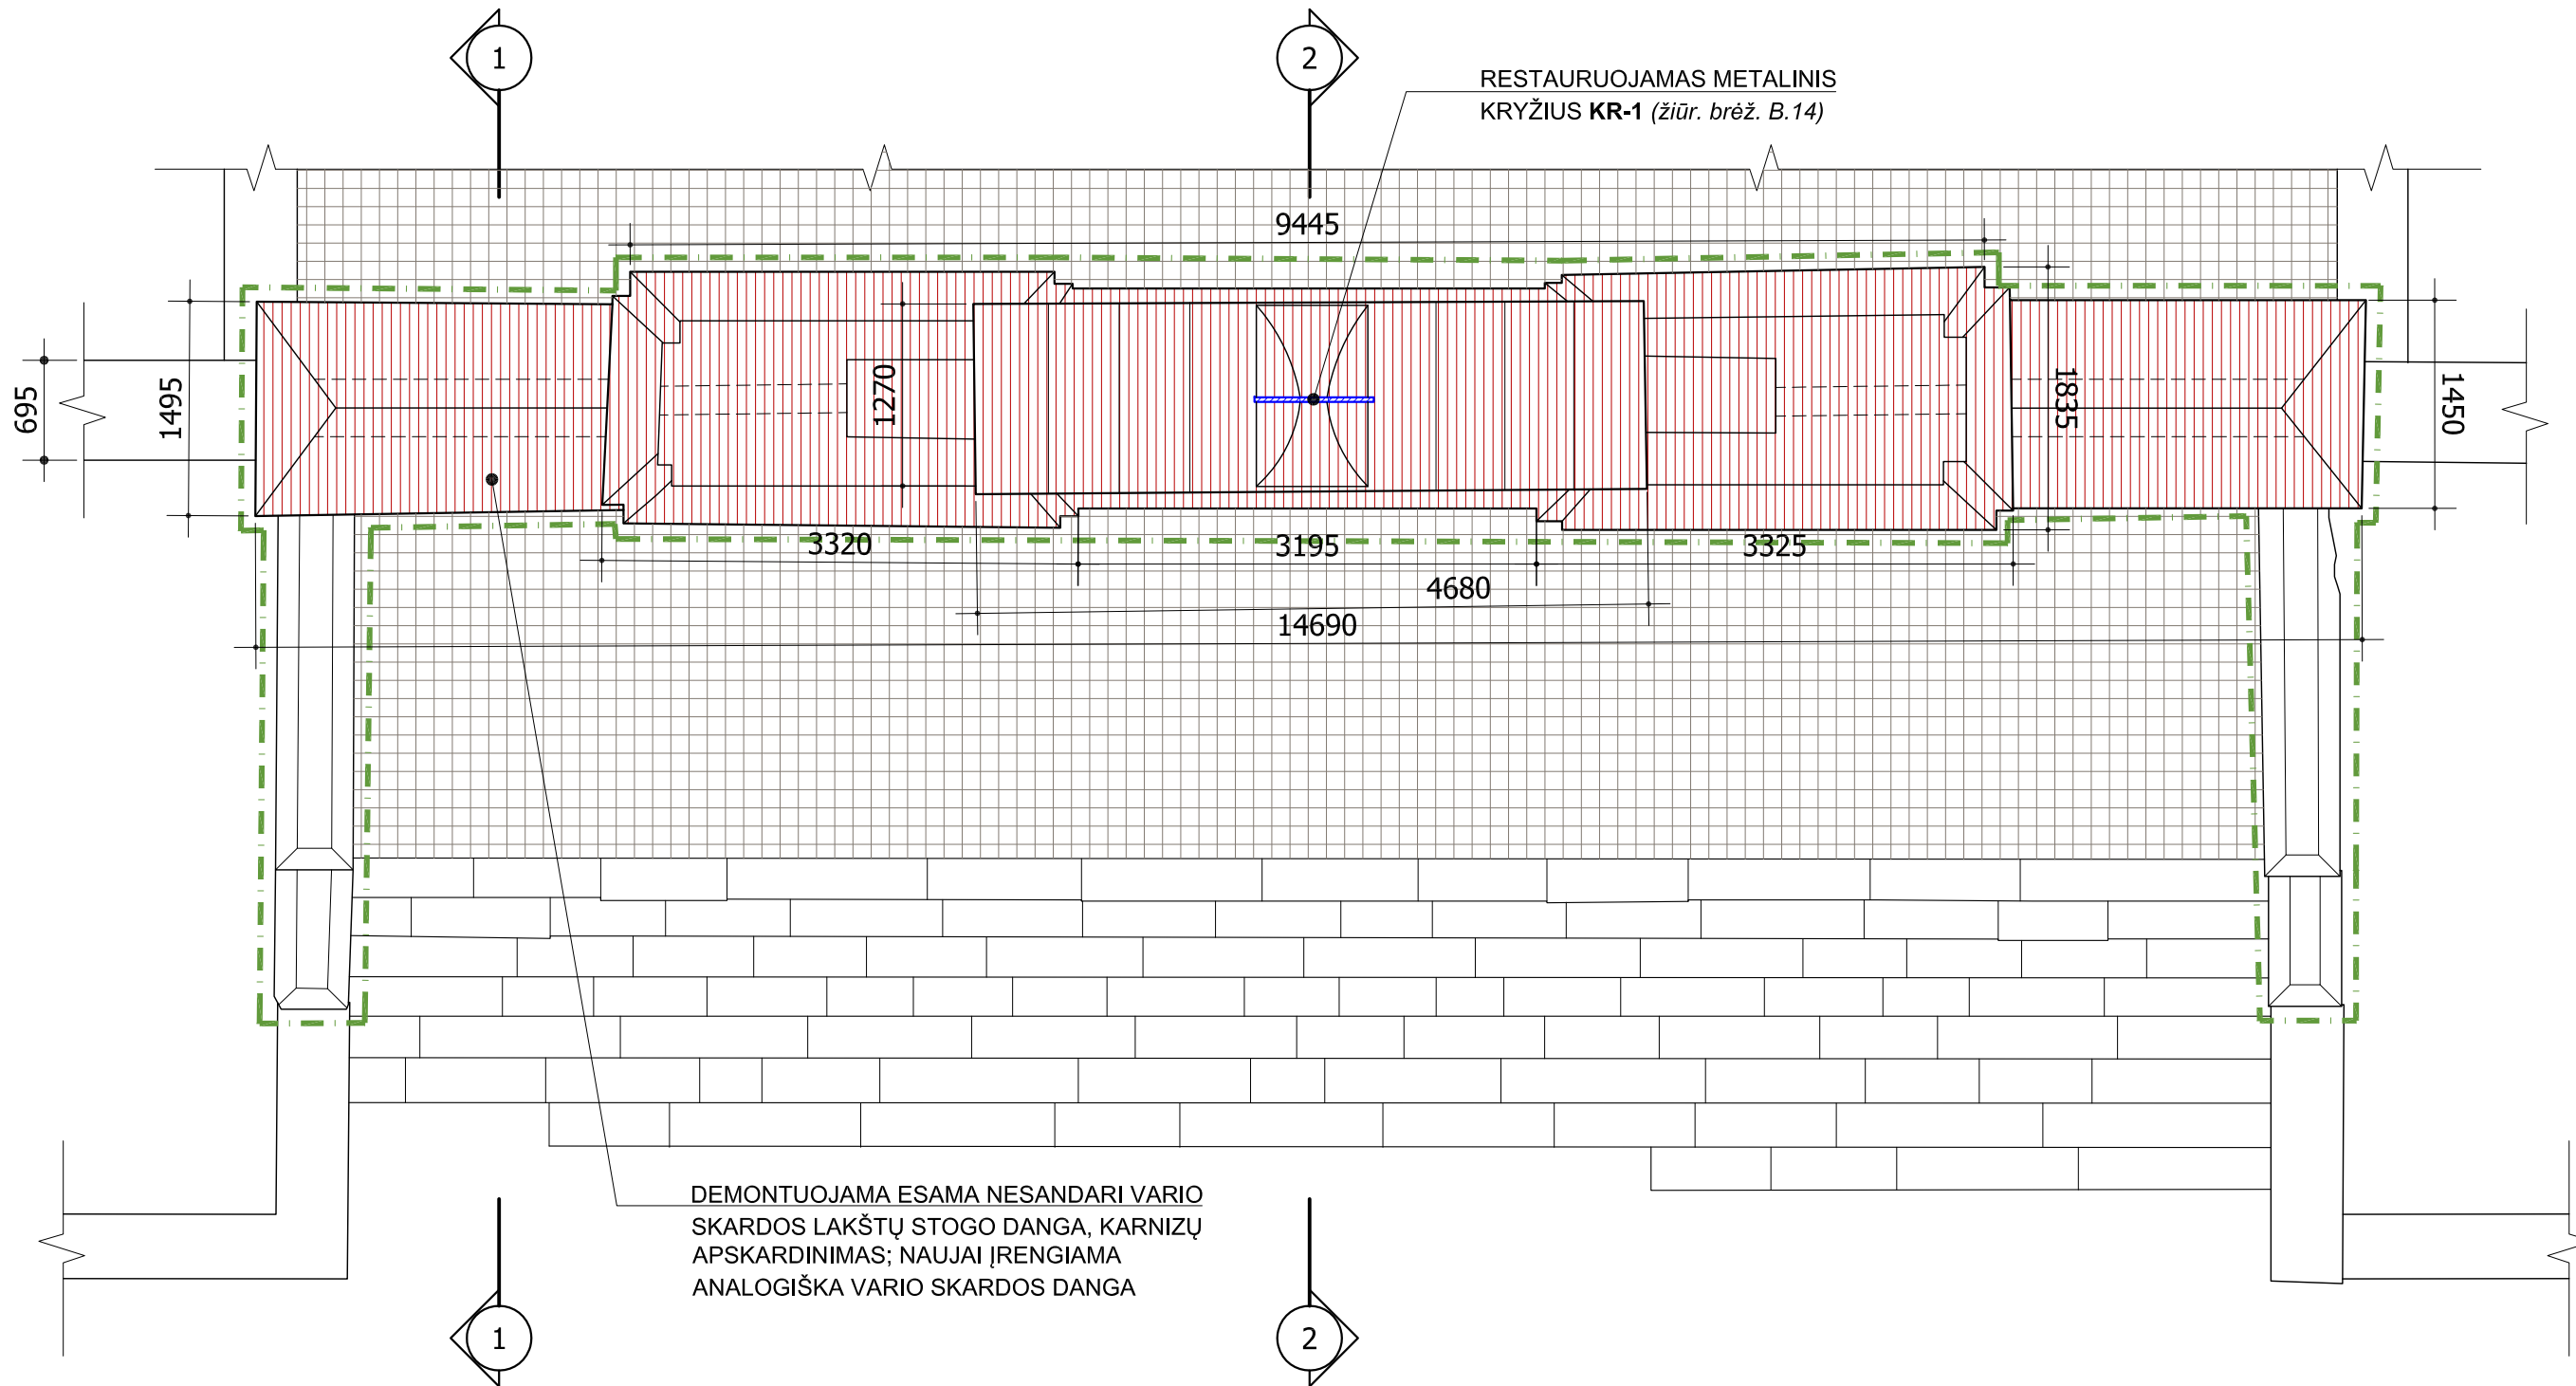 1
2
RESTAURUOJAMAS METALINIS
KRYŽIUS KR-1 (žiūr. brėž. B.14)
9445
695
1495
1270
1835
1450
3320
3195
3325
4680
14690
DEMONTUOJAMA ESAMA NESANDARI VARIO
SKARDOS LAKŠTŲ STOGO DANGA, KARNIZŲ
APSKARDINIMAS; NAUJAI ĮRENGIAMA
ANALOGIŠKA VARIO SKARDOS DANGA
1
2